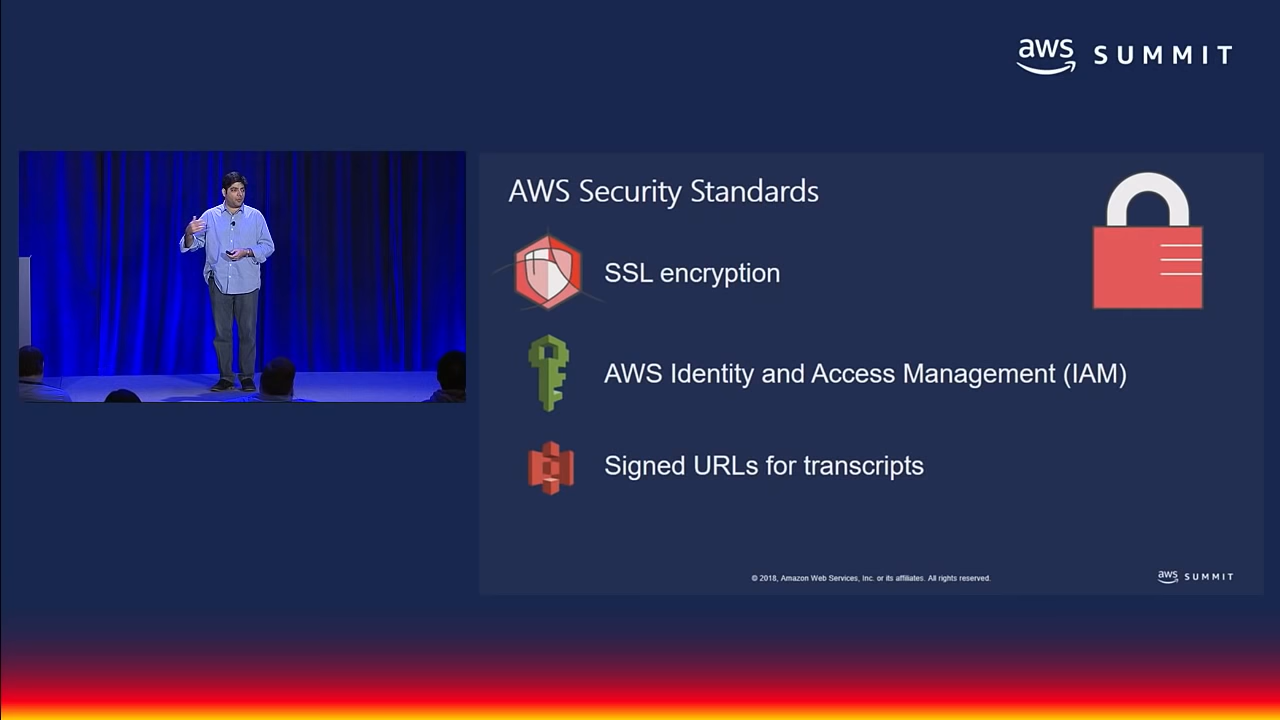 aws SUMMIT
AWS Security Standards
SSL encryption
AWS Identity and Access Management (IAM)
Signed URLs for transcripts
© 2018, Amazon Web Services, Inc. or its affiliates. All rights reserved.
aws SUMMIT